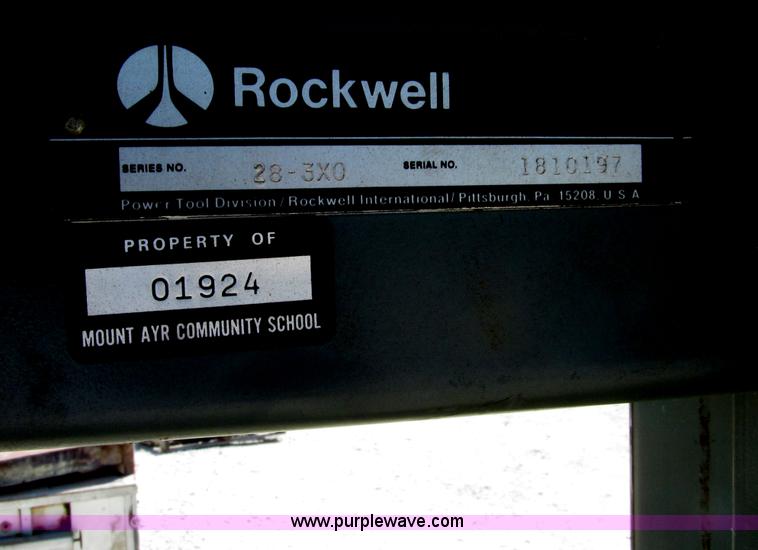 Rockwell
SERIES NO. 28-3X0 SERIAL NO. 1810197
Power Tool Division / Rockwell International / Pittsburgh, Pa. 15208, U S A
PROPERTY OF
01924
MOUNT AYR COMMUNITY SCHOOL
www.purplewave.com